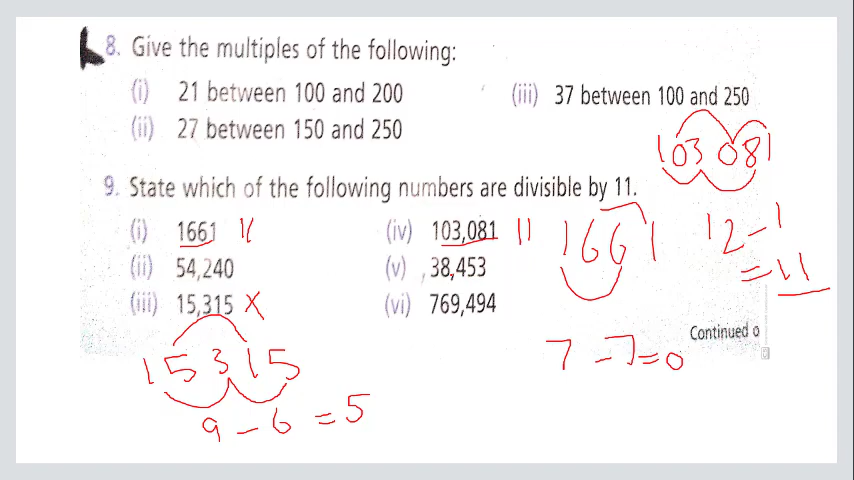 8. Give the multiples of the following:
(i) 21 between 100 and 200
(iii) 37 between 100 and 250
(ii) 27 between 150 and 250
103081
9. State which of the following numbers are divisible by 11.
(i) 1661 11
(iv) 103,081 11
1661
12-1
=11
(ii) 54,240
(v) 38,453
(iii) 15,315 X
(vi) 769,494
Continued o
15315
7-7=0
9-6=5